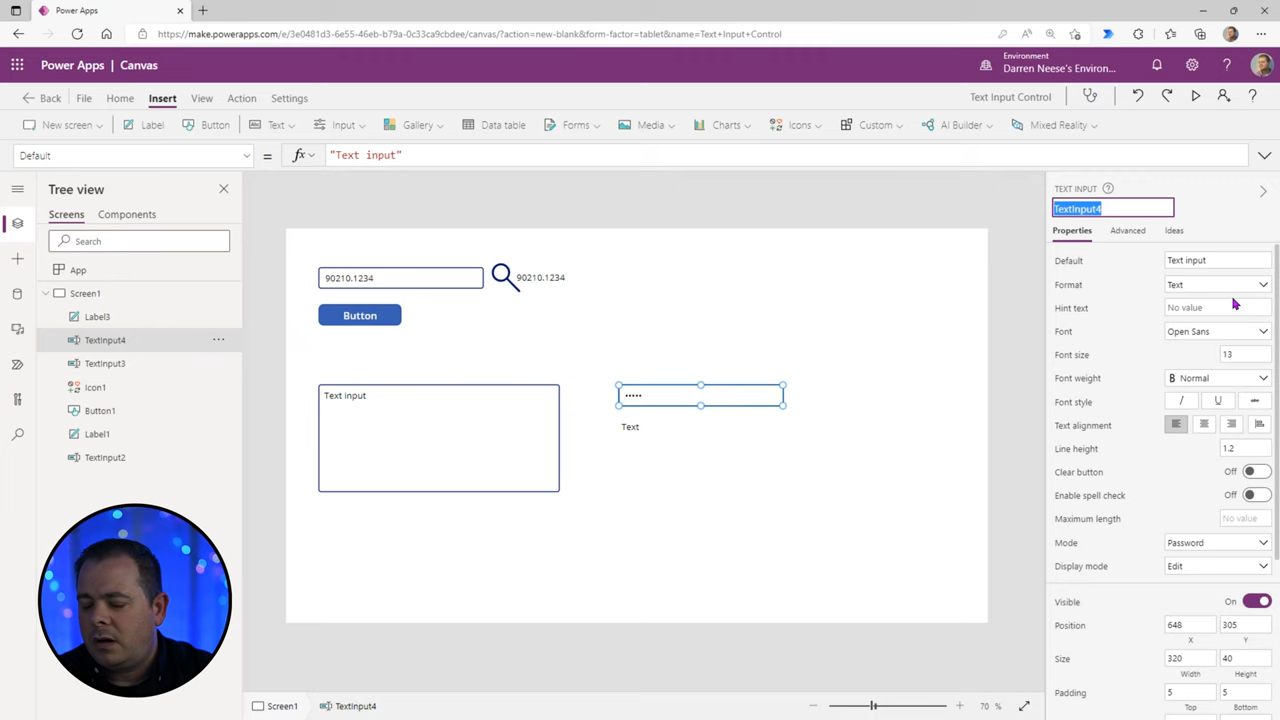 Power Apps
https://make.powerapps.com/e/3e0481d3-6e55-46eb-b79a-0c33ca9cbdee/canvas/?action=new-blank&form-factor=tablet&name=Text+Input+Control
Power Apps | Canvas
Environment
Darren Neese's Environ...
Back File Home Insert View Action Settings
Text Input Control
New screen Label Button Text Input Gallery Data table Forms Media Charts Icons Custom AI Builder Mixed Reality
Default = fx "Text input"
Tree view
Screens Components
Search
App
Screen1
Label3
TextInput4
TextInput3
Icon1
Button1
Label1
TextInput2
90210.1234 90210.1234
Button
Text input
•••••
Text
TEXT INPUT
TextInput4
Properties Advanced Ideas
Default Text input
Format Text
Hint text No value
Font Open Sans
Font size 13
Font weight B Normal
Font style / U abc
Text alignment
Line height 1.2
Clear button Off
Enable spell check Off
Maximum length No value
Mode Password
Display mode Edit
Visible On
Position 648 305
X Y
Size 320 40
Width Height
Padding 5 5
Top Bottom
Screen1 TextInput4
70 %